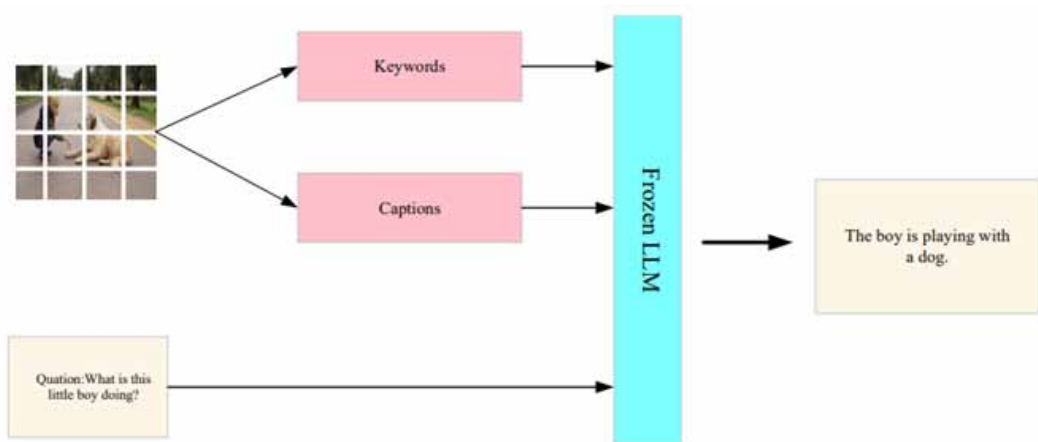 Keywords
Captions
Frozen LLM
The boy is playing with
a dog.
Quation:What is this
little boy doing?